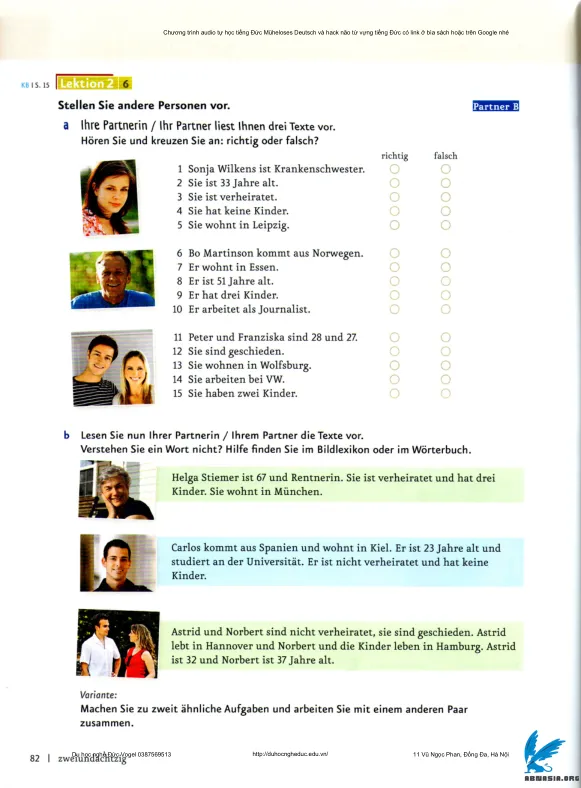 Chương trình audio tự học tiếng Đức Müheloses Deutsch và hack não từ vựng tiếng Đức có link ở bìa sách hoặc trên Google nhé
KB | S. 15 Lektion 2 6
Stellen Sie andere Personen vor. Partner B
a Ihre Partnerin / Ihr Partner liest Ihnen drei Texte vor.
Hören Sie und kreuzen Sie an: richtig oder falsch?
richtig falsch
1 Sonja Wilkens ist Krankenschwester.
2 Sie ist 33 Jahre alt.
3 Sie ist verheiratet.
4 Sie hat keine Kinder.
5 Sie wohnt in Leipzig.
6 Bo Martinson kommt aus Norwegen.
7 Er wohnt in Essen.
8 Er ist 51 Jahre alt.
9 Er hat drei Kinder.
10 Er arbeitet als Journalist.
11 Peter und Franziska sind 28 und 27.
12 Sie sind geschieden.
13 Sie wohnen in Wolfsburg.
14 Sie arbeiten bei VW.
15 Sie haben zwei Kinder.
b Lesen Sie nun Ihrer Partnerin / Ihrem Partner die Texte vor.
Verstehen Sie ein Wort nicht? Hilfe finden Sie im Bildlexikon oder im Wörterbuch.
Helga Stiemer ist 67 und Rentnerin. Sie ist verheiratet und hat drei
Kinder. Sie wohnt in München.
Carlos kommt aus Spanien und wohnt in Kiel. Er ist 23 Jahre alt und
studiert an der Universität. Er ist nicht verheiratet und hat keine
Kinder.
Astrid und Norbert sind nicht verheiratet, sie sind geschieden. Astrid
lebt in Hannover und Norbert und die Kinder leben in Hamburg. Astrid
ist 32 und Norbert ist 37 Jahre alt.
Variante:
Machen Sie zu zweit ähnliche Aufgaben und arbeiten Sie mit einem anderen Paar
zusammen.
Du học nghề Đức-Vogel 0387569513 http://duhocngheduc.edu.vn/ 11 Vũ Ngọc Phan, Đống Đa, Hà Nội
82 | zweiundachtzig
ABWASIA.ORG